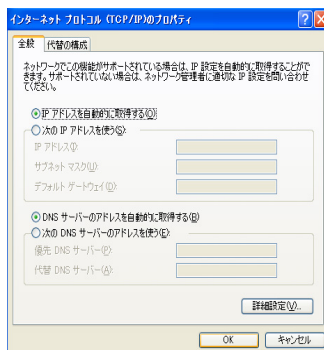 インターネット プロトコル (TCP/IP)のプロパティ
全般
代替の構成
ネットワークでこの機能がサポートされている場合は、IP 設定を自動的に取得することがで
きます。サポートされていない場合は、ネットワーク管理者に適切な IP 設定を問い合わせ
てください。
IP アドレスを自動的に取得する(O)
次の IP アドレスを使う(S):
IP アドレス(I):
サブネット マスク(U):
デフォルト ゲートウェイ(D):
DNS サーバーのアドレスを自動的に取得する(B)
次の DNS サーバーのアドレスを使う(E):
優先 DNS サーバー(P):
代替 DNS サーバー(A):
詳細設定(V)...
OK
キャンセル